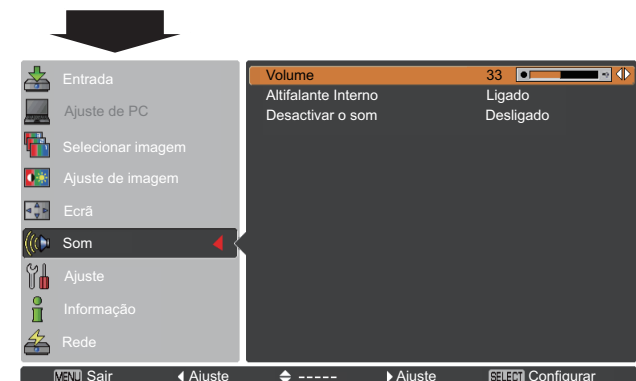 Entrada
Ajuste de PC
Selecionar imagem
Ajuste de imagem
Ecrã
Som
Ajuste
Informação
Rede
Volume 33
Altifalante Interno Ligado
Desactivar o som Desligado
MENU Sair Ajuste ----- Ajuste SELECT Configurar